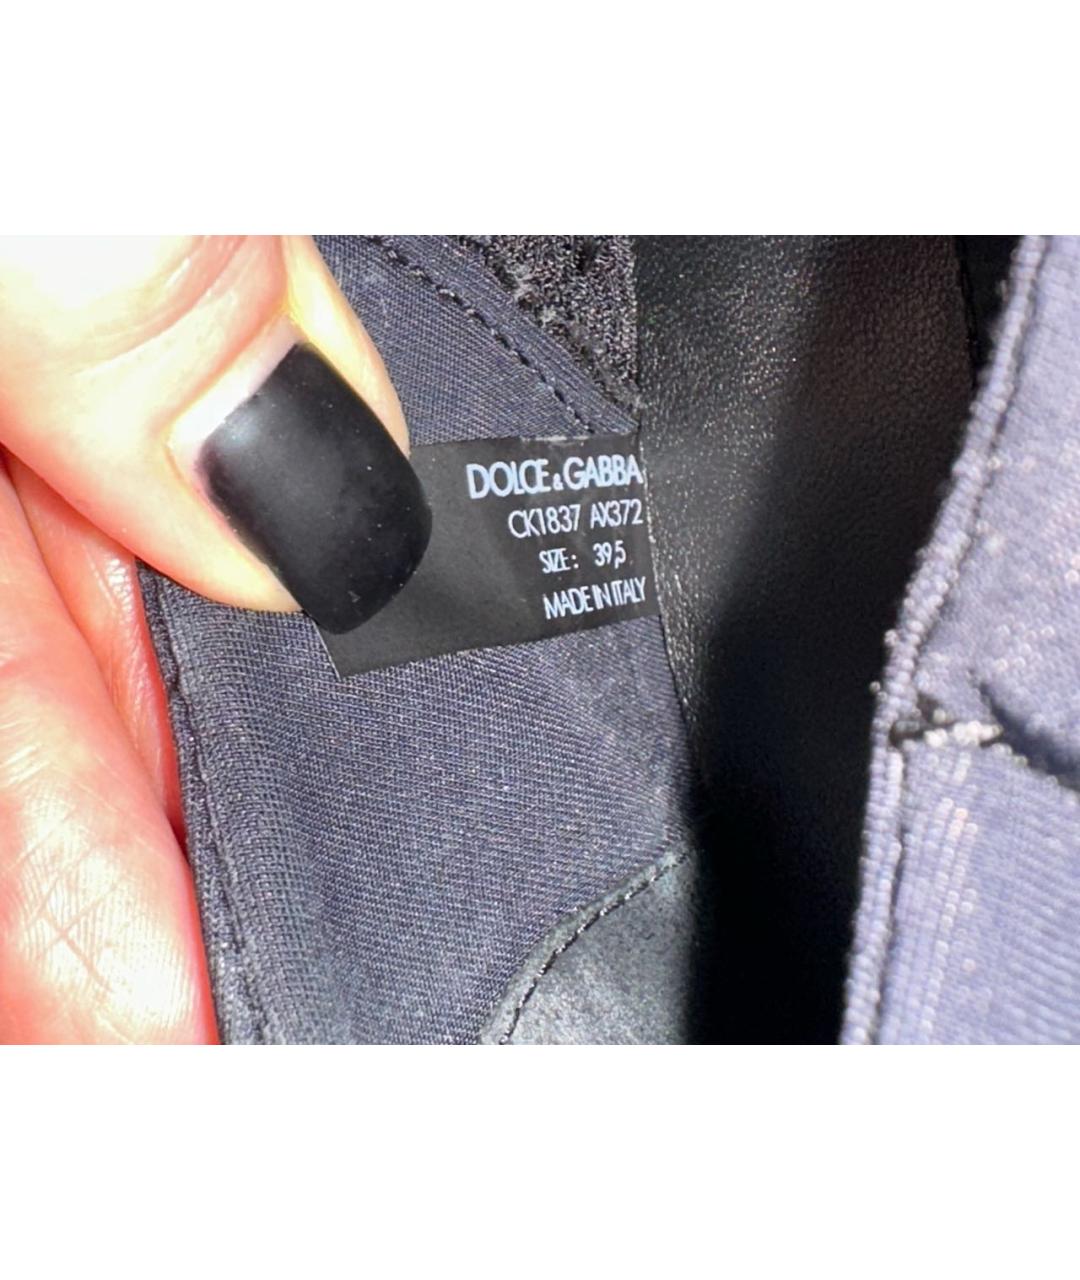 DOLCE&GABBA
CK1837 AX372
SIZE: 39,5
MADE IN ITALY